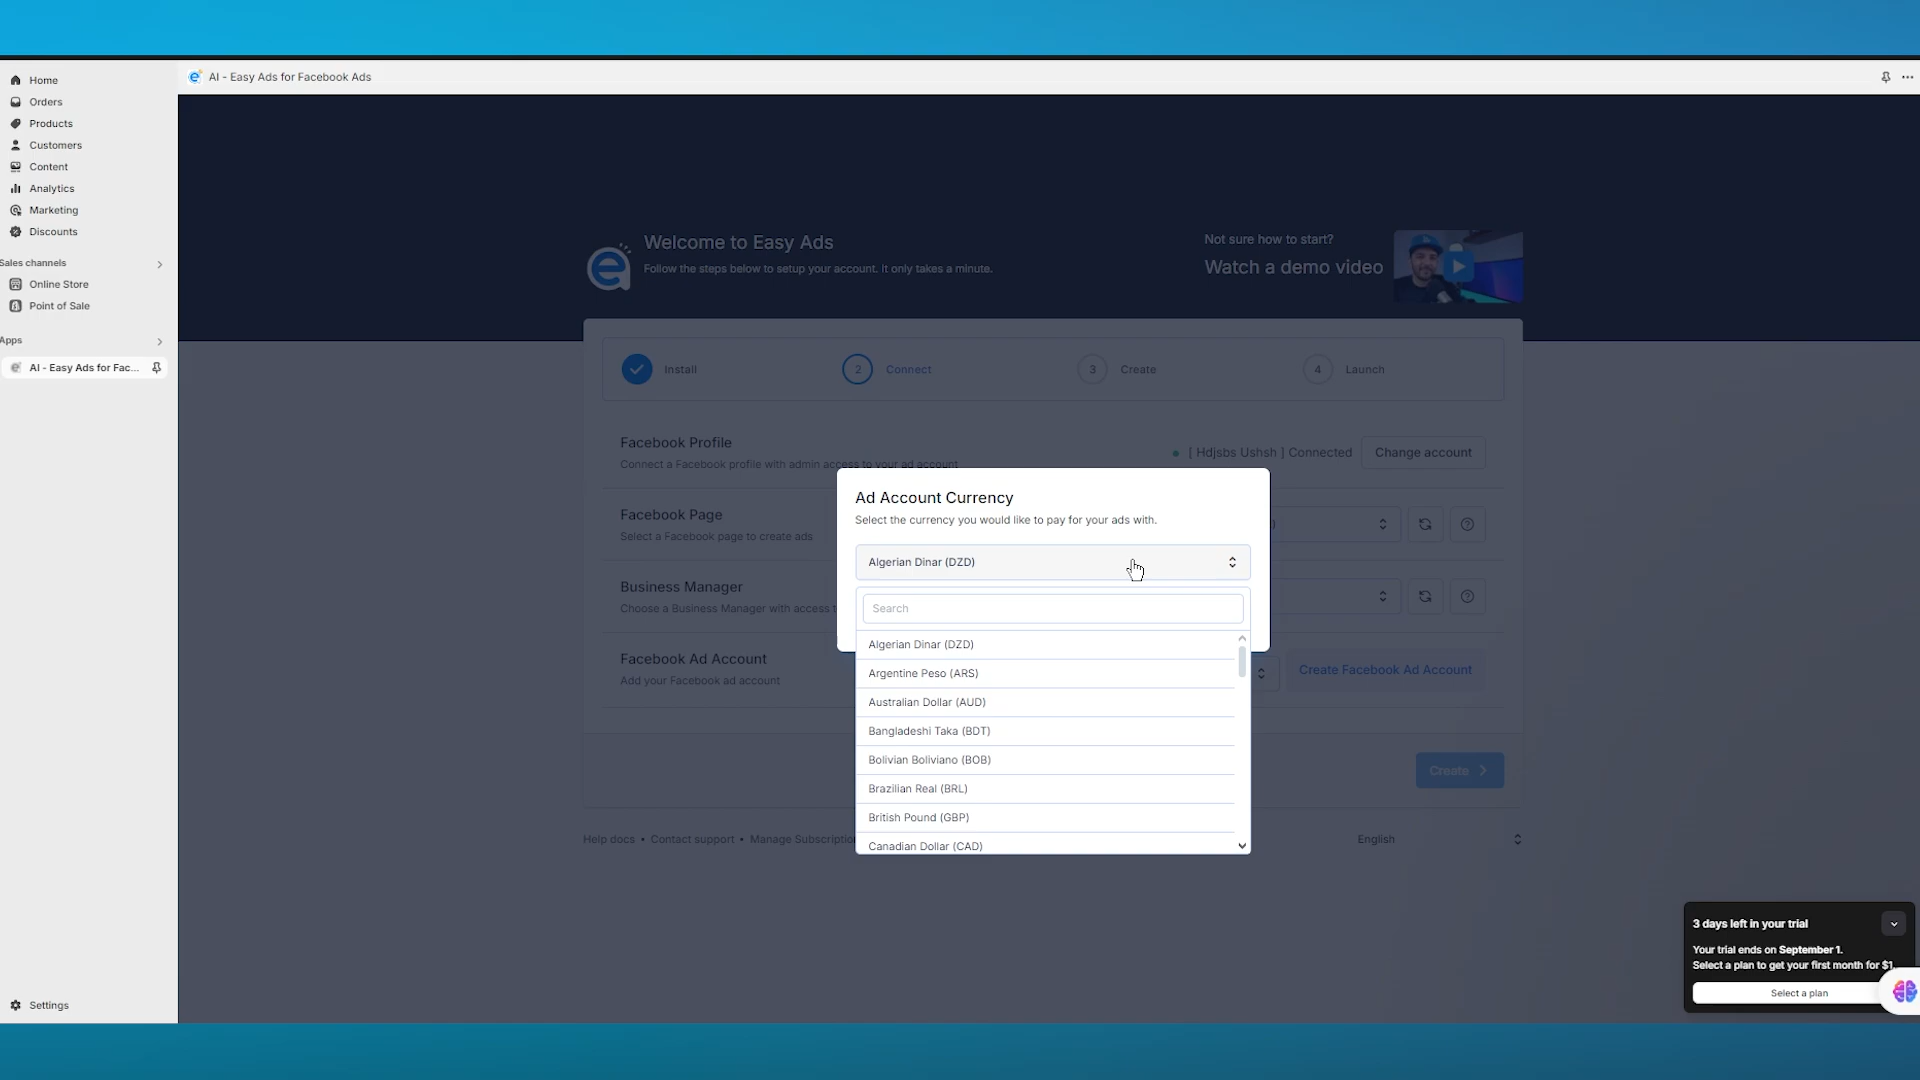 Home
Orders
Products
Customers
Content
Analytics
Marketing
Discounts
Sales channels
Online Store
Point of Sale
Apps
AI - Easy Ads for Fac...
Settings
AI - Easy Ads for Facebook Ads
Welcome to Easy Ads
Follow the steps below to setup your account. It only takes a minute.
Not sure how to start?
Watch a demo video
Install
2 Connect
3 Create
4 Launch
Facebook Profile
Connect a Facebook profile with admin access to your ad account
[ Hdjsbs Ushsh ] Connected
Change account
Facebook Page
Select a Facebook page to create ads
Business Manager
Choose a Business Manager with access
Facebook Ad Account
Add your Facebook ad account
Create Facebook Ad Account
Create
Ad Account Currency
Select the currency you would like to pay for your ads with.
Algerian Dinar (DZD)
Search
Algerian Dinar (DZD)
Argentine Peso (ARS)
Australian Dollar (AUD)
Bangladeshi Taka (BDT)
Bolivian Boliviano (BOB)
Brazilian Real (BRL)
British Pound (GBP)
Canadian Dollar (CAD)
Help docs • Contact support • Manage Subscriptio
English
3 days left in your trial
Your trial ends on September 1.
Select a plan to get your first month for $1.
Select a plan